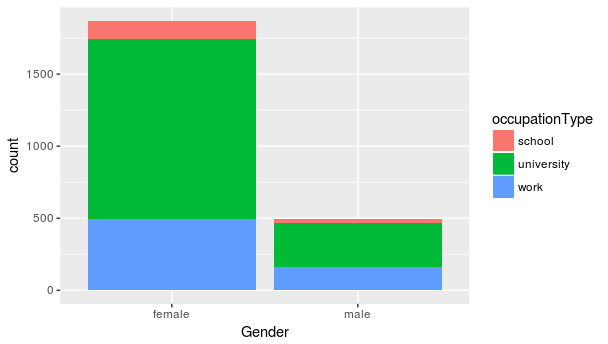 1500
1000
500
0
count
female
male
Gender
occupationType
school
university
work